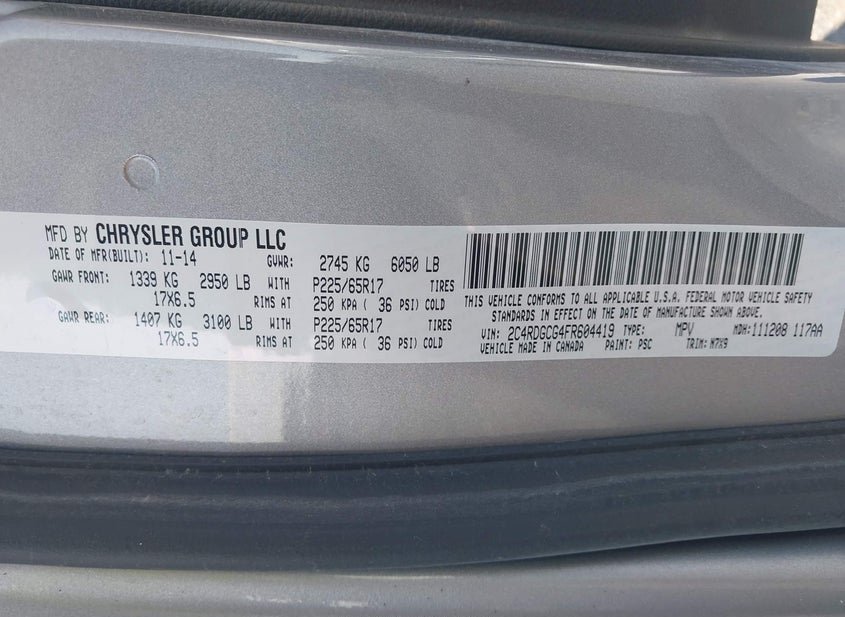 MFD BY CHRYSLER GROUP LLC
DATE OF MFR(BUILT): 11-14 GVWR: 2745 KG 6050 LB
GAWR FRONT: 1339 KG 2950 LB WITH P225/65R17 TIRES
17X6.5 RIMS AT 250 KPA ( 36 PSI) COLD
GAWR REAR: 1407 KG 3100 LB WITH P225/65R17 TIRES
17X6.5 RIMS AT 250 KPA ( 36 PSI) COLD
THIS VEHICLE CONFORMS TO ALL APPLICABLE U.S.A. FEDERAL MOTOR VEHICLE SAFETY
STANDARDS IN EFFECT ON THE DATE OF MANUFACTURE SHOWN ABOVE.
VIN: 2C4RDGCG4FR604419 TYPE: MPV MDH: 111208 117AA
VEHICLE MADE IN CANADA PAINT: PSC TRIM: M7X9